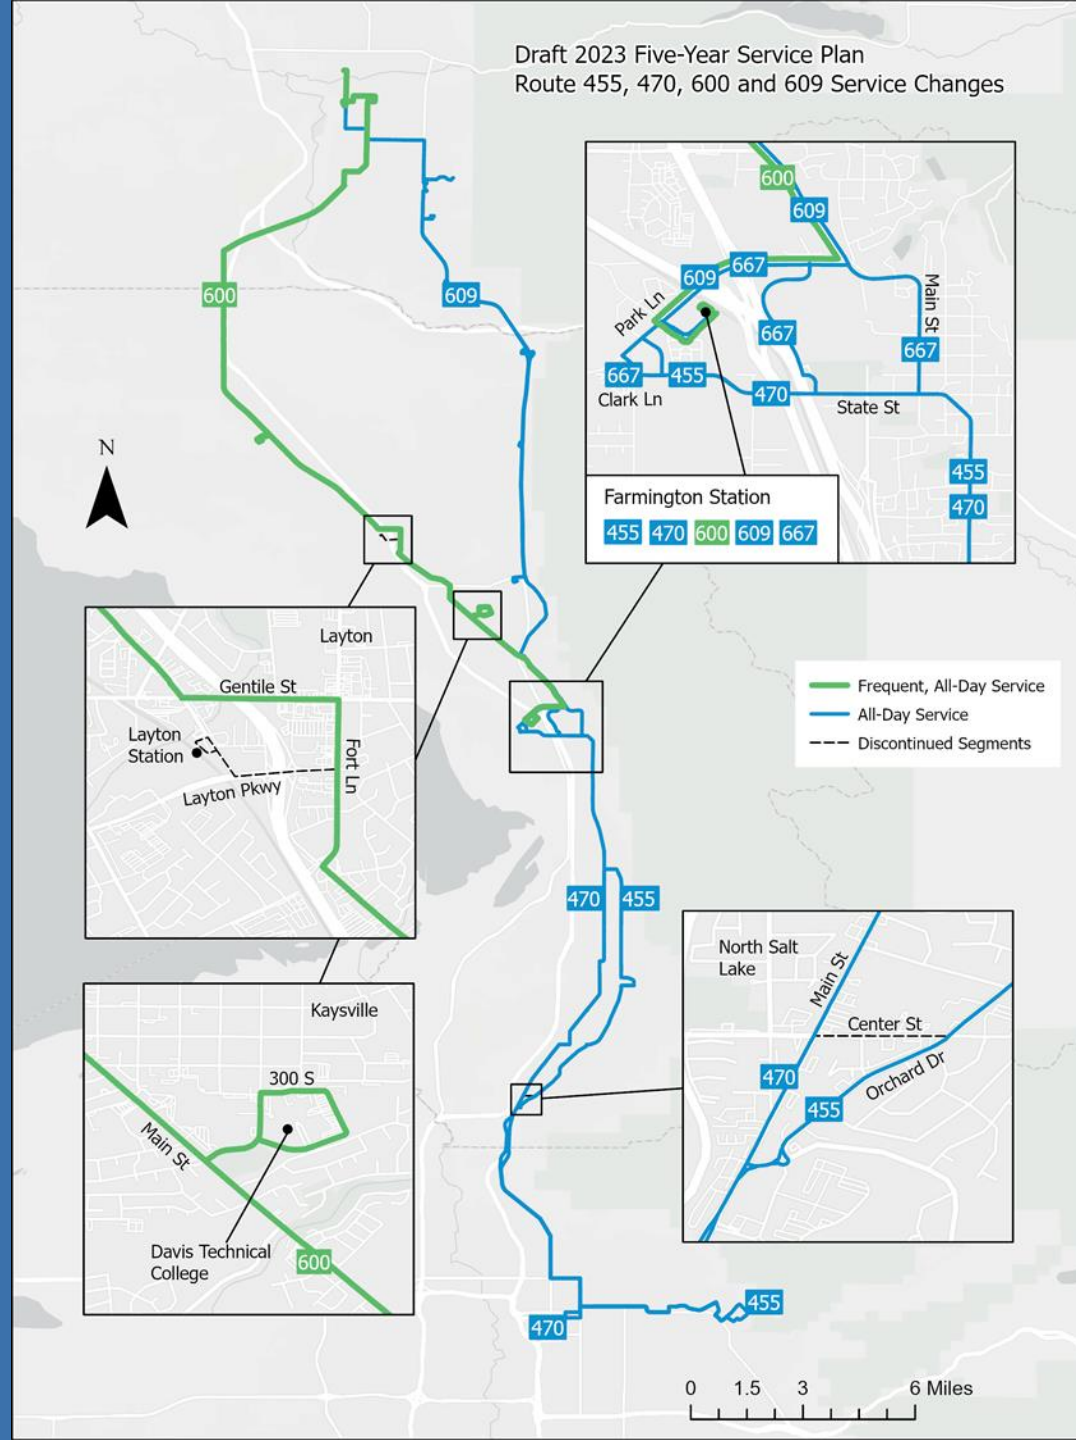 Draft 2023 Five-Year Service Plan
Route 455, 470, 600 and 609 Service Changes
600
609
667
609
Park Ln
Main St
667
667
667
455
470
Clark Ln
State St
455
470
Farmington Station
455 470 600 609 667
600
609
N
Layton
Gentile St
Layton
Station
Fort Ln
Layton Pkwy
Frequent, All-Day Service
All-Day Service
Discontinued Segments
470
455
North Salt
Lake
Main St
Center St
470
Orchard Dr
455
Kaysville
300 S
Main St
Davis Technical
College
600
455
470
0 1.5 3 6 Miles